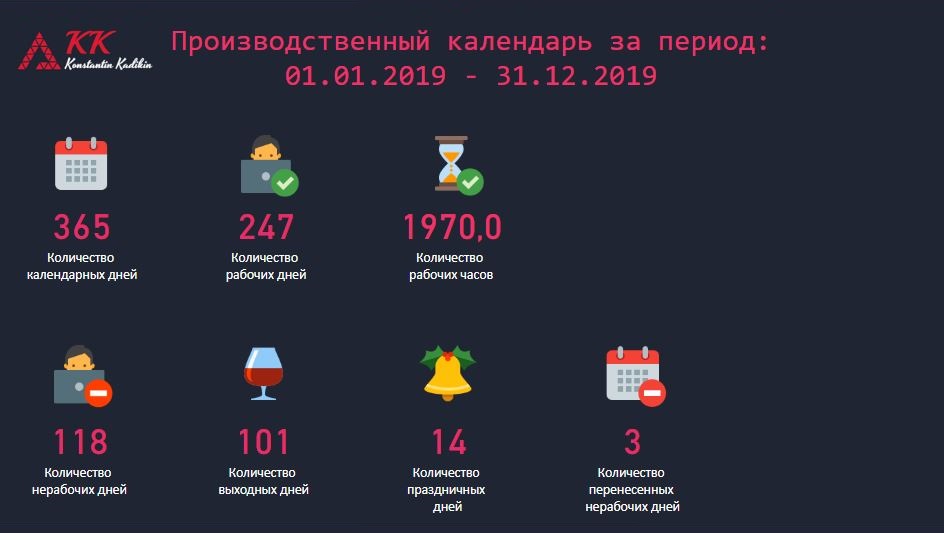 KK
Konstantin Kadikin
Производственный календарь за период:
01.01.2019 - 31.12.2019
365
Количество
календарных дней
247
Количество
рабочих дней
1970,0
Количество
рабочих часов
118
Количество
нерабочих дней
101
Количество
выходных дней
14
Количество
праздничных
дней
3
Количество
перенесенных
нерабочих дней